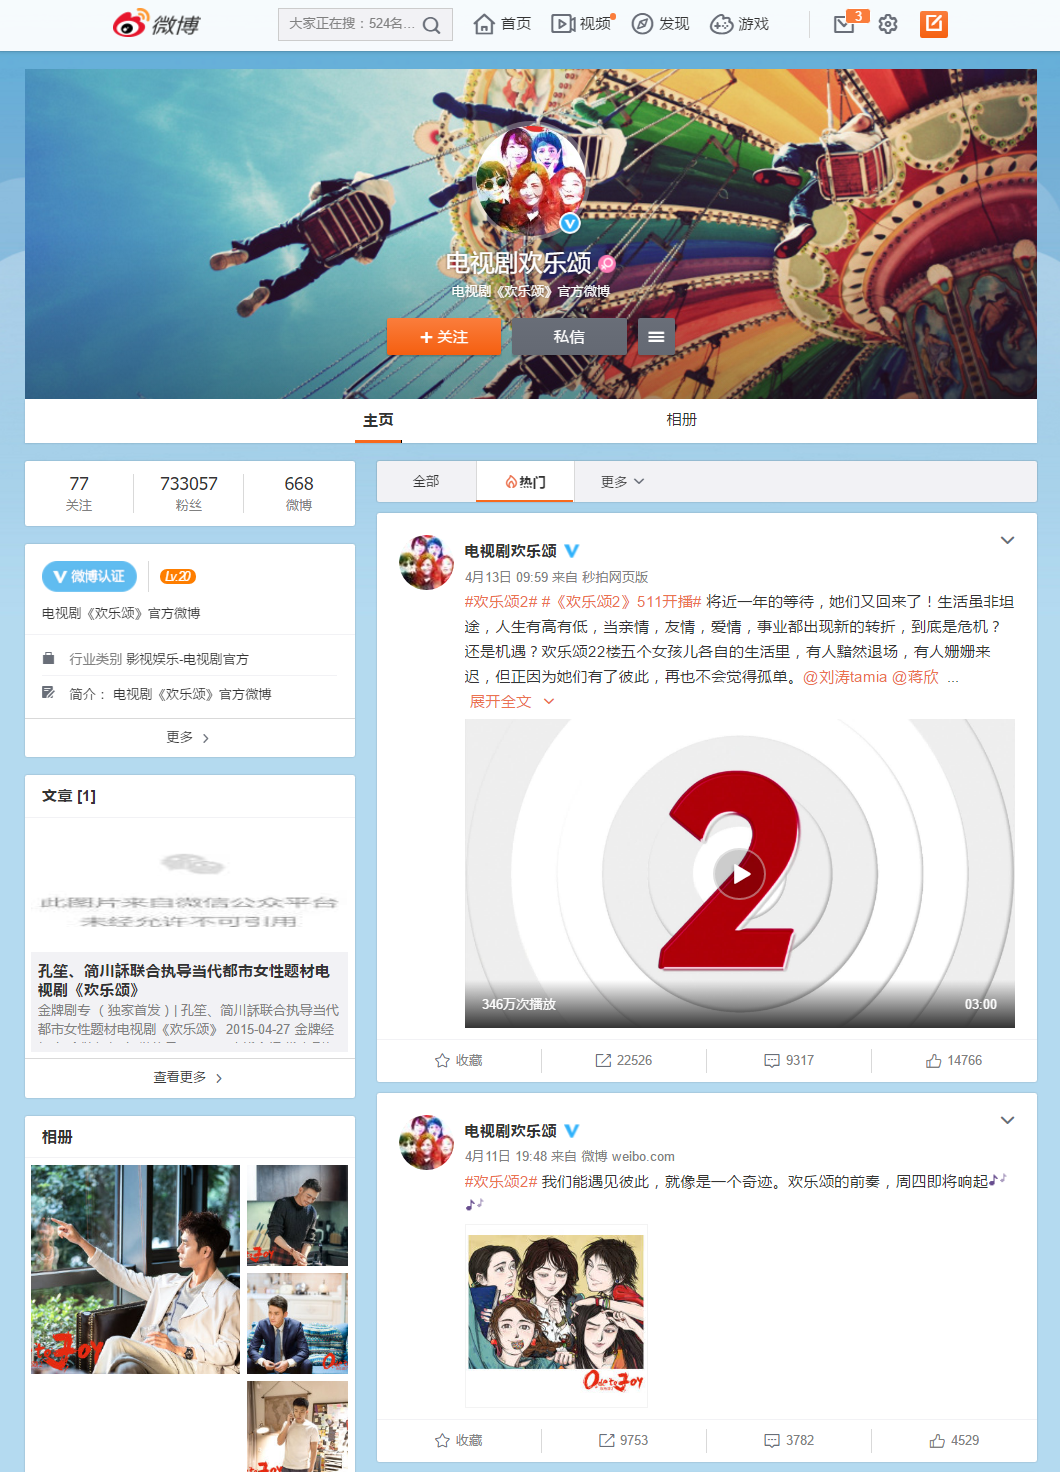 微博
大家正在搜：524名...
首页
视频
发现
游戏
3
电视剧欢乐颂
电视剧《欢乐颂》官方微博
+ 关注
私信
主页
相册
77
关注
733057
粉丝
668
微博
微博认证
Lv.20
电视剧《欢乐颂》官方微博
行业类别 影视娱乐-电视剧官方
简介： 电视剧《欢乐颂》官方微博
更多
文章 [1]
此图片来自微信公众平台
未经允许不可引用
孔笙、简川訸联合执导当代都市女性题材电
视剧《欢乐颂》
金牌剧专（独家首发）| 孔笙、简川訸联合执导当代
都市女性题材电视剧《欢乐颂》 2015-04-27 金牌经
查看更多
相册
to Joy
全部
热门
更多
电视剧欢乐颂
4月13日 09:59 来自 秒拍网页版
#欢乐颂2# #《欢乐颂2》511开播# 将近一年的等待，她们又回来了！生活虽非坦
途，人生有高有低，当亲情，友情，爱情，事业都出现新的转折，到底是危机？
还是机遇？欢乐颂22楼五个女孩儿各自的生活里，有人黯然退场，有人姗姗来
迟，但正因为她们有了彼此，再也不会觉得孤单。@刘涛tamia @蒋欣 ...
展开全文
2
346万次播放
03:00
收藏
22526
9317
14766
电视剧欢乐颂
4月11日 19:48 来自 微博 weibo.com
#欢乐颂2# 我们能遇见彼此，就像是一个奇迹。欢乐颂的前奏，周四即将响起
Ode to Joy
收藏
9753
3782
4529